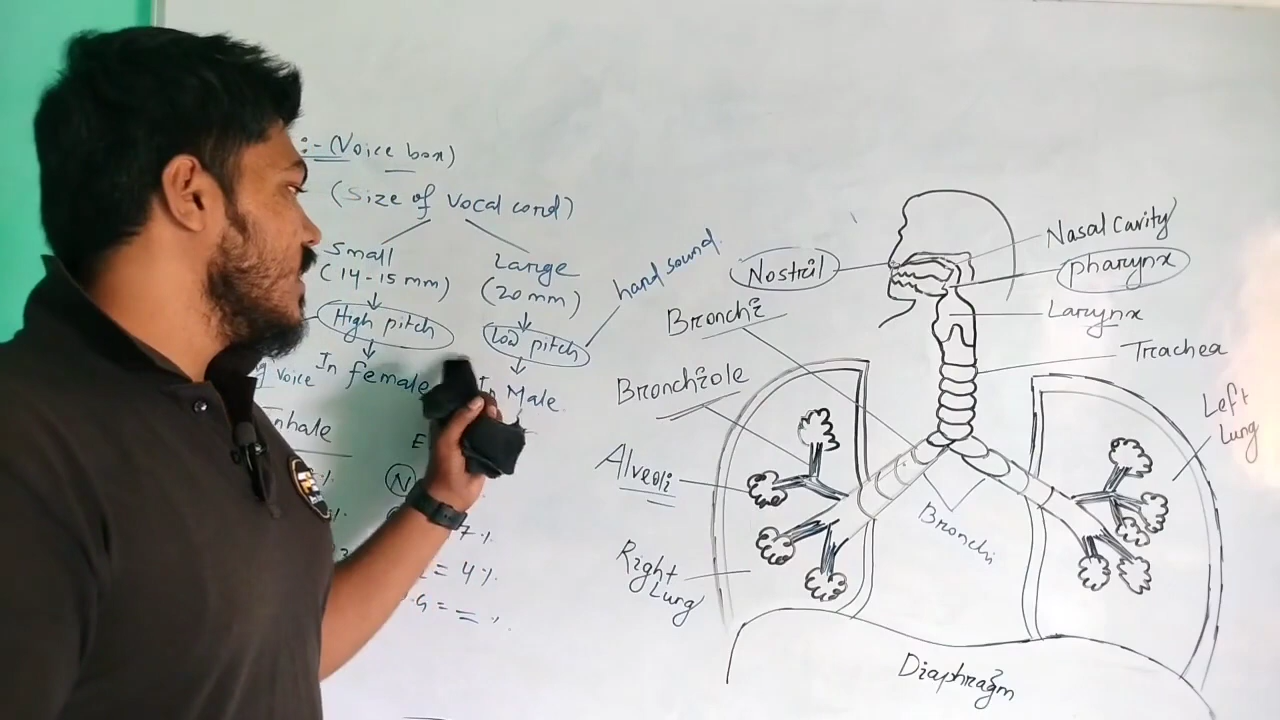 :- (Voice box)
(Size of vocal cord)
Small
(14-15 mm)
High pitch
In female
voice
Large
(20 mm)
Low pitch
In Male.
hard sound.
Inhale
N
7%.
= 4%.
= = %.
Nostril
Nasal Cavity
Pharynx
Larynx
Trachea
Bronchi
Bronchiole
Alveoli
Right
Lung
Left
Lung
Bronchi
Diaphragm